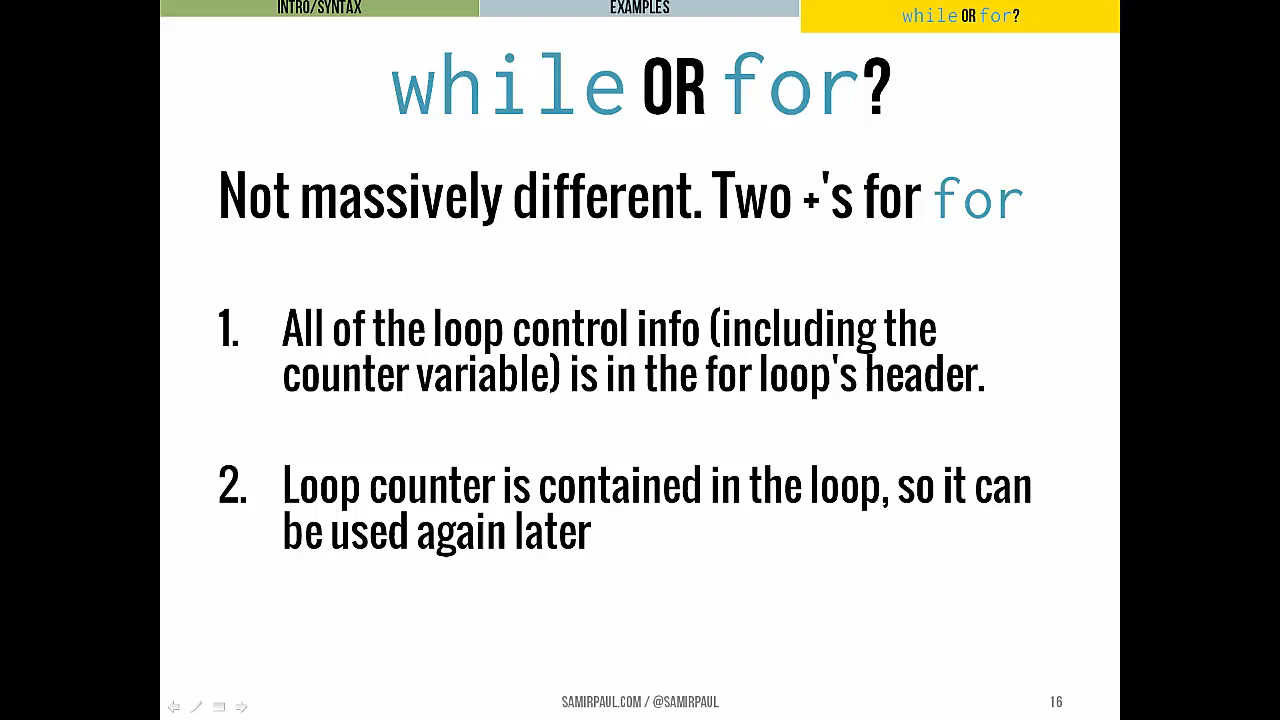 INTRO/SYNTAX
EXAMPLES
while OR for?
while OR for?
Not massively different. Two +'s for for
1. All of the loop control info (including the
counter variable) is in the for loop's header.
2. Loop counter is contained in the loop, so it can
be used again later
SAMIRPAUL.COM / @SAMIRPAUL
16